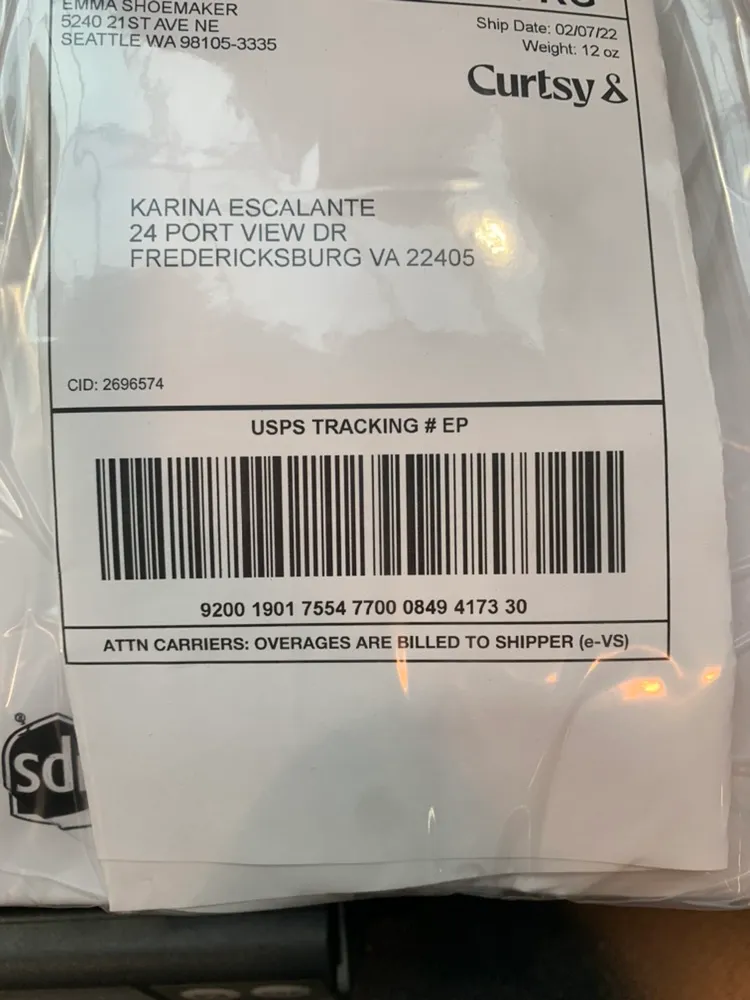 EMMA SHOEMAKER
5240 21ST AVE NE
SEATTLE WA 98105-3335
Ship Date: 02/07/22
Weight: 12 oz
Curtsy
KARINA ESCALANTE
24 PORT VIEW DR
FREDERICKSBURG VA 22405
CID: 2696574
USPS TRACKING # EP
9200 1901 7554 7700 0849 4173 30
ATTN CARRIERS: OVERAGES ARE BILLED TO SHIPPER (e-VS)